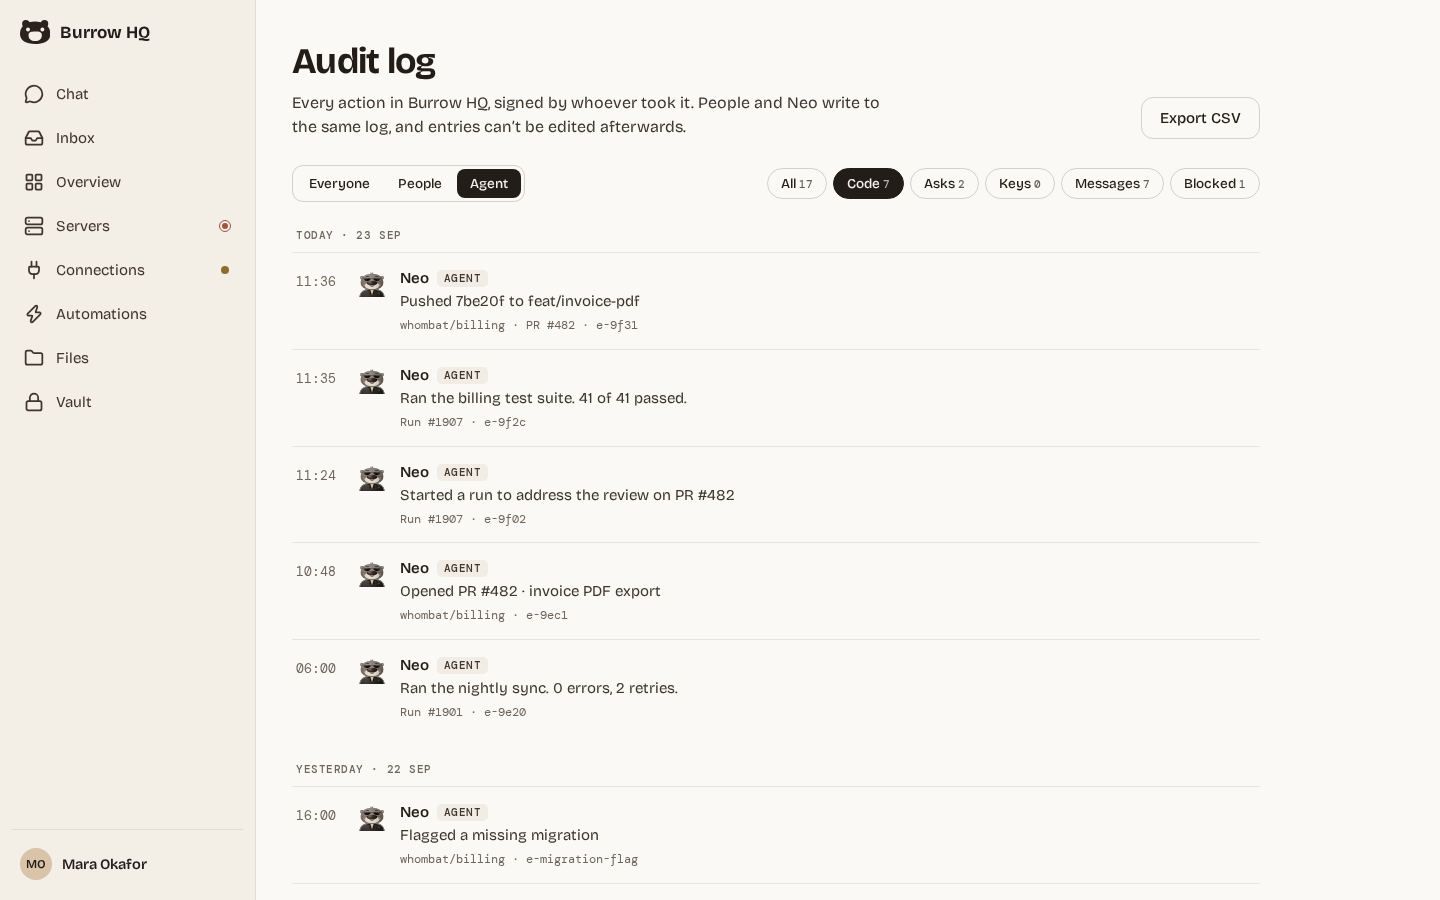 Burrow HQ
Chat
Inbox
Overview
Servers
Connections
Automations
Files
Vault
MO
Mara Okafor
Audit log
Every action in Burrow HQ, signed by whoever took it. People and Neo write to
the same log, and entries can’t be edited afterwards.
Export CSV
Everyone People Agent
All 17 Code 7 Asks 2 Keys 0 Messages 7 Blocked 1
TODAY · 23 SEP
11:36 Neo AGENT
Pushed 7be20f to feat/invoice-pdf
whombat/billing · PR #482 · e-9f31
11:35 Neo AGENT
Ran the billing test suite. 41 of 41 passed.
Run #1907 · e-9f2c
11:24 Neo AGENT
Started a run to address the review on PR #482
Run #1907 · e-9f02
10:48 Neo AGENT
Opened PR #482 · invoice PDF export
whombat/billing · e-9ec1
06:00 Neo AGENT
Ran the nightly sync. 0 errors, 2 retries.
Run #1901 · e-9e20
YESTERDAY · 22 SEP
16:00 Neo AGENT
Flagged a missing migration
whombat/billing · e-migration-flag